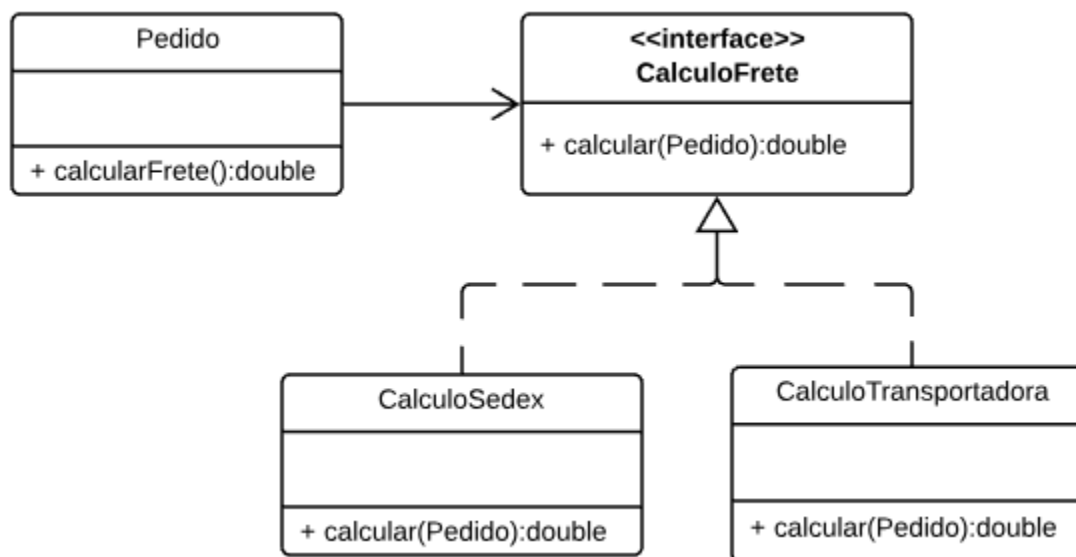 Pedido
+ calcularFrete():double
<<interface>>
CalculoFrete
+ calcular(Pedido):double
CalculoSedex
+ calcular(Pedido):double
CalculoTransportadora
+ calcular(Pedido):double